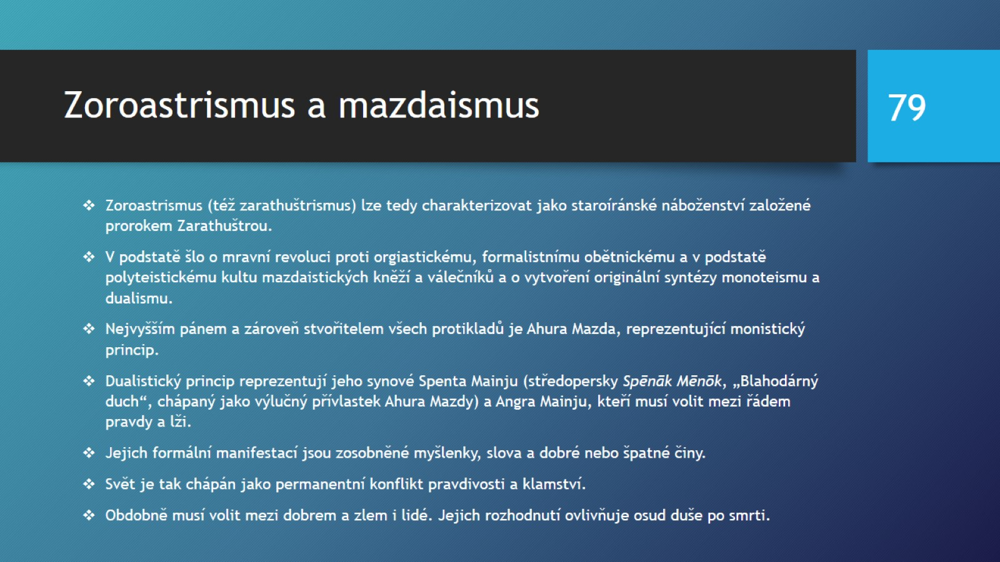 Zoroastrismus a mazdaismus
79
❖ Zoroastrismus (též zarathuštrismus) lze tedy charakterizovat jako staroíránské náboženství založené
prorokem Zarathuštrou.
❖ V podstatě šlo o mravní revoluci proti orgiastickému, formalistnímu obětnickému a v podstatě
polyteistickému kultu mazdaistických kněží a válečníků a o vytvoření originální syntézy monoteismu a
dualismu.
❖ Nejvyšším pánem a zároveň stvořitelem všech protikladů je Ahura Mazda, reprezentující monistický
princip.
❖ Dualistický princip reprezentují jeho synové Spenta Mainju (středopersky Spēnāk Mēnōk, „Blahodárný
duch“, chápaný jako výlučný přívlastek Ahura Mazdy) a Angra Mainju, kteří musí volit mezi řádem
pravdy a lži.
❖ Jejich formální manifestací jsou zosobněné myšlenky, slova a dobré nebo špatné činy.
❖ Svět je tak chápán jako permanentní konflikt pravdivosti a klamství.
❖ Obdobně musí volit mezi dobrem a zlem i lidé. Jejich rozhodnutí ovlivňuje osud duše po smrti.